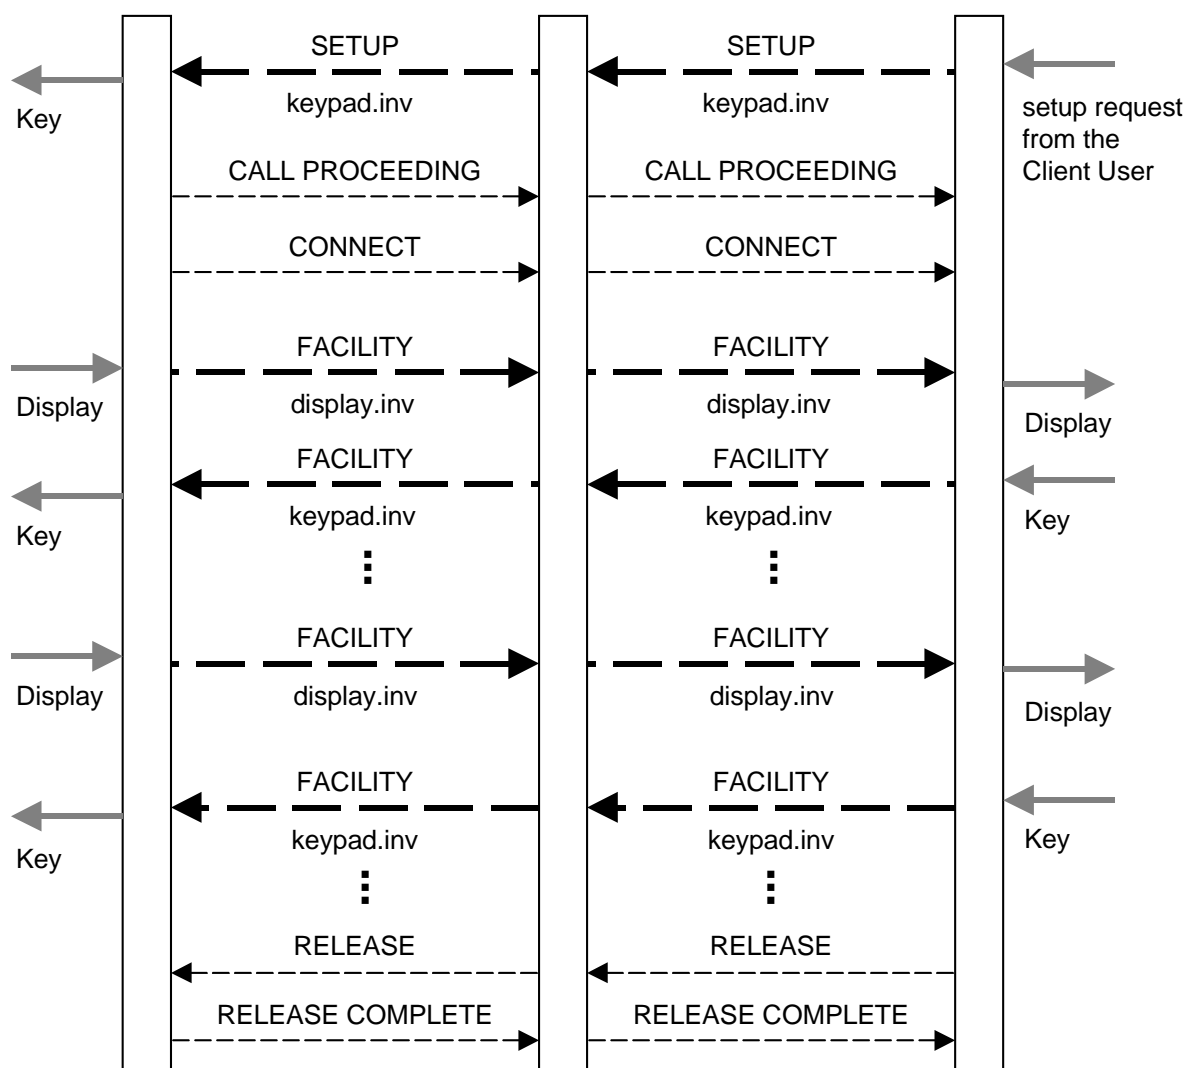 SETUP
SETUP
keypad.inv
keypad.inv
Key
setup request
from the
Client User
CALL PROCEEDING
CALL PROCEEDING
CONNECT
CONNECT
FACILITY
FACILITY
display.inv
display.inv
Display
Display
FACILITY
FACILITY
keypad.inv
keypad.inv
Key
Key
FACILITY
FACILITY
display.inv
display.inv
Display
Display
FACILITY
FACILITY
keypad.inv
keypad.inv
Key
Key
RELEASE
RELEASE
RELEASE COMPLETE
RELEASE COMPLETE